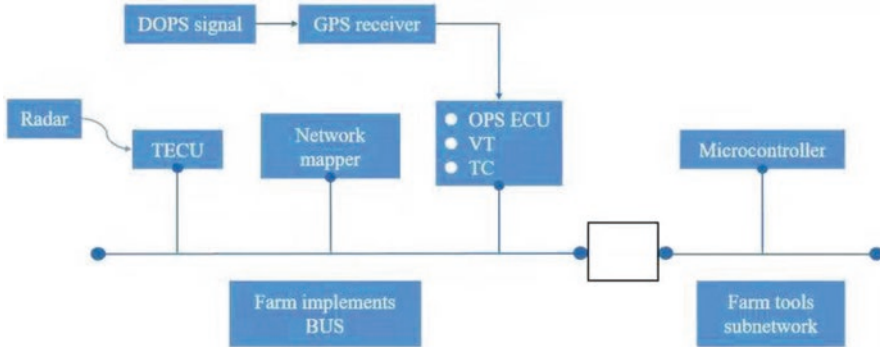 DOPS signal
GPS receiver
Radar
TECU
Network
mapper
OPS ECU
VT
TC
Microcontroller
Farm implements
BUS
Farm tools
subnetwork